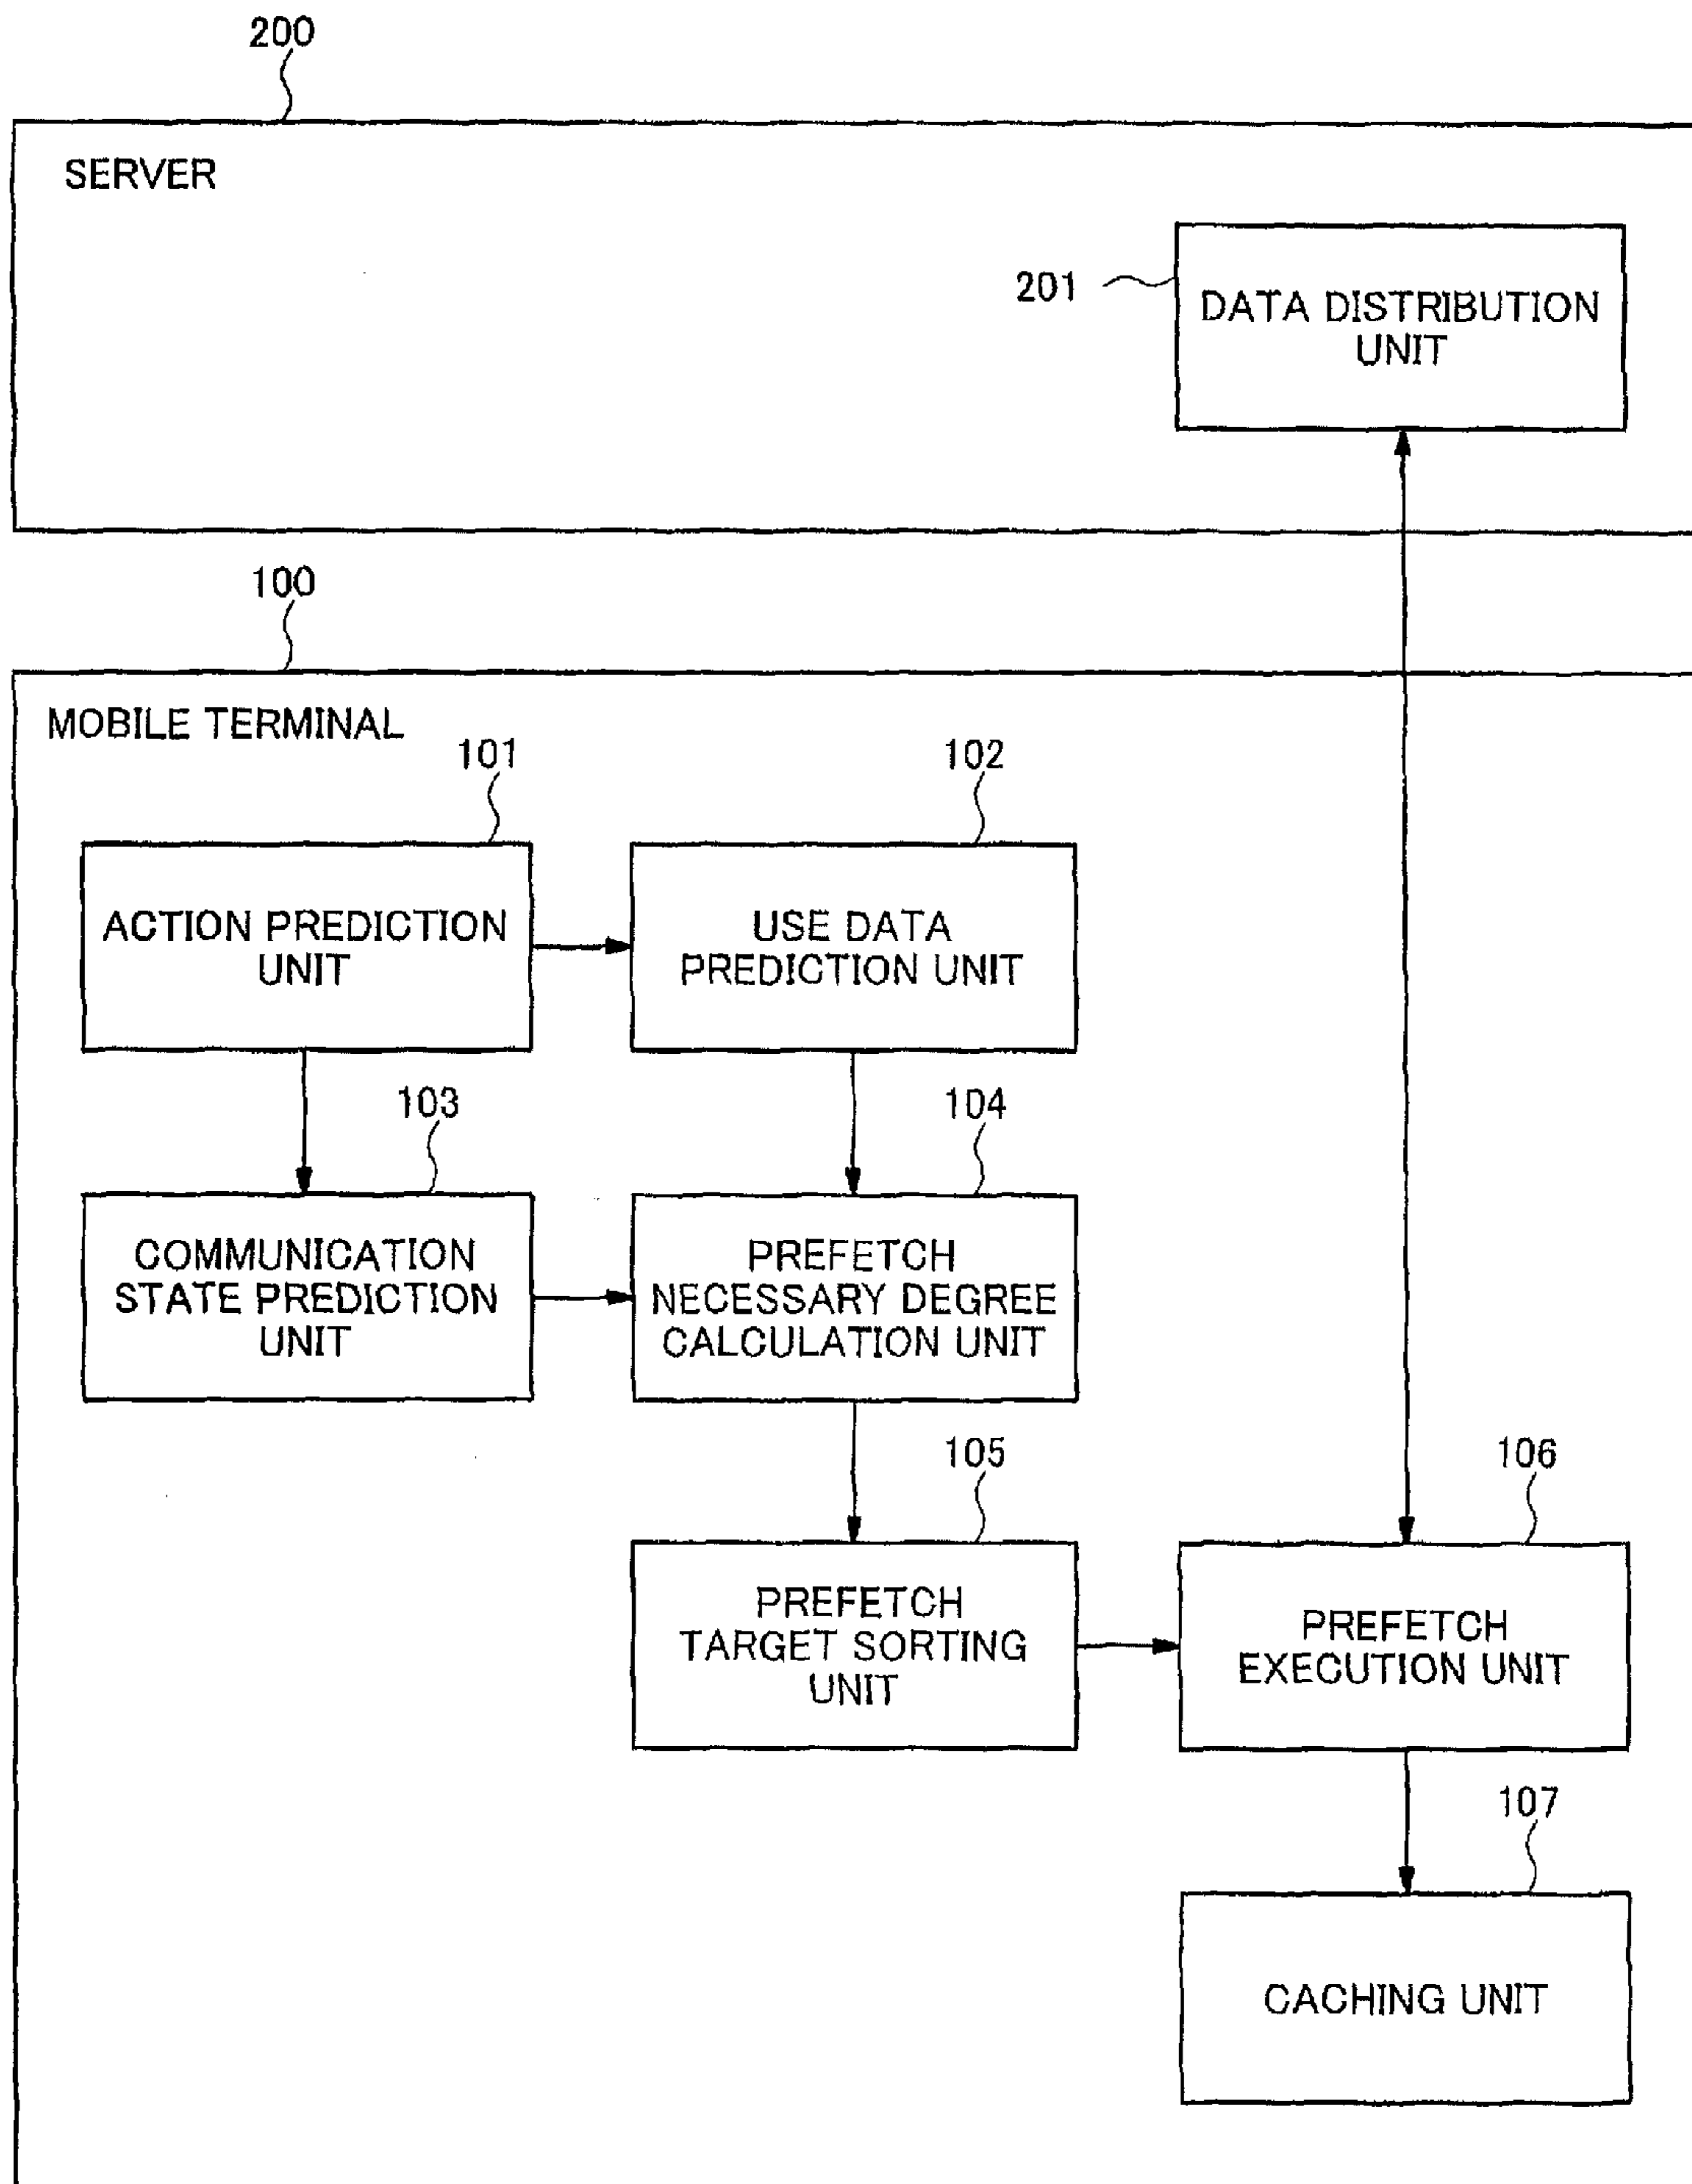 200
SERVER
201
DATA DISTRIBUTION
UNIT
100
MOBILE TERMINAL
101
102
ACTION PREDICTION
UNIT
USE DATA
PREDICTION UNIT
103
104
COMMUNICATION
STATE PREDICTION
UNIT
PREFETCH
NECESSARY DEGREE
CALCULATION UNIT
105
106
PREFETCH
TARGET SORTING
UNIT
PREFETCH
EXECUTION UNIT
107
CACHING UNIT